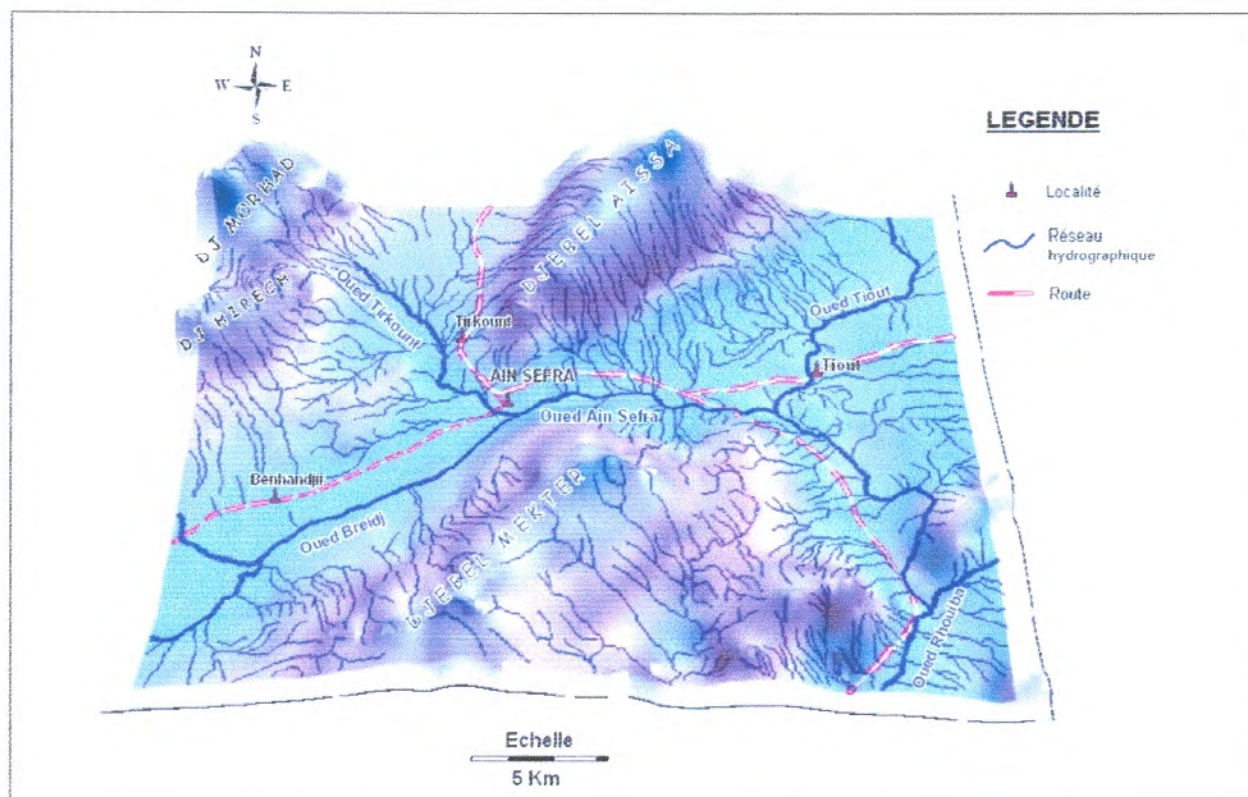 N
W E
S
LEGENDE
Localité
Réseau
hydrographique
Route
DJ MORHAD
DJ HIRECH
DJEBEL AISSA
Oued Tirkount
Tirkount
Oued Tiout
Tiout
AIN SEFRA
Oued Ain Sefra
Benhandjir
Oued Breidj
DJEBEL MEKTER
Oued Rhouiba
Echelle
5 Km